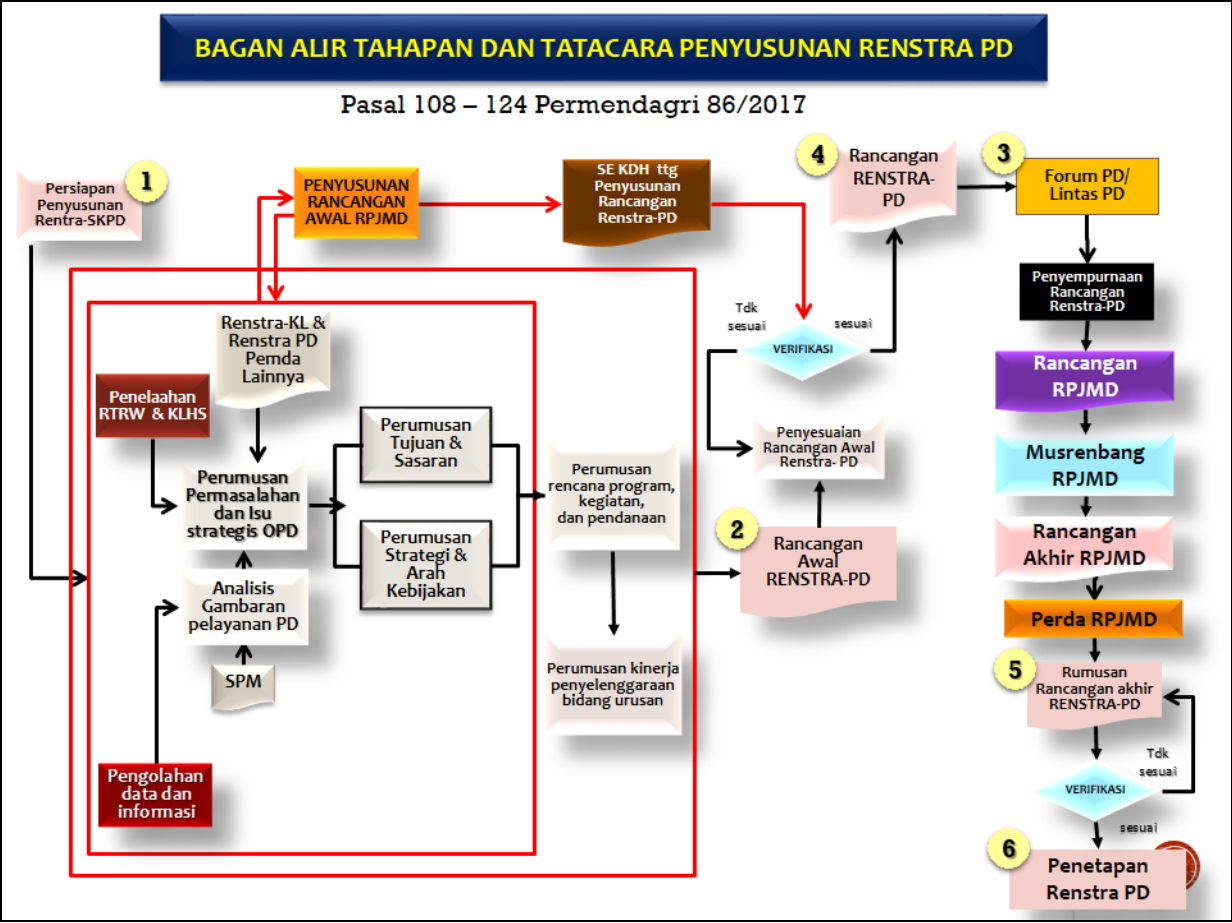 BAGAN ALIR TAHAPAN DAN TATACARA PENYUSUNAN RENSTRA PD
Pasal 108 – 124 Permendagri 86/2017
1
Persiapan
Penyusunan
Rentra-SKPD
PENYUSUNAN
RANCANGAN
AWAL RPJMD
SE KDH ttg
Penyusunan
Rancangan
Renstra-PD
4
Rancangan
RENSTRA-
PD
3
Forum PD/
Lintas PD
Penyempurnaan
Rancangan
Renstra-PD
Renstra-KL &
Renstra PD
Pemda
Lainnya
Penelaahan
RTRW & KLHS
Perumusan
Permasalahan
dan Isu
strategis OPD
Analisis
Gambaran
pelayanan PD
SPM
Pengolahan
data dan
informasi
Perumusan
Tujuan &
Sasaran
Perumusan
Strategi &
Arah
Kebijakan
Perumusan
rencana program,
kegiatan,
dan pendanaan
Perumusan kinerja
penyelenggaraan
bidang urusan
2
Rancangan
Awal
RENSTRA-PD
Penyesuaian
Rancangan Awal
Renstra- PD
Tdk
sesuai
VERIFIKASI
sesuai
Rancangan
RPJMD
Musrenbang
RPJMD
Rancangan
Akhir RPJMD
Perda RPJMD
5
Rumusan
Rancangan akhir
RENSTRA-PD
VERIFIKASI
Tdk
sesuai
sesuai
6
Penetapan
Renstra PD